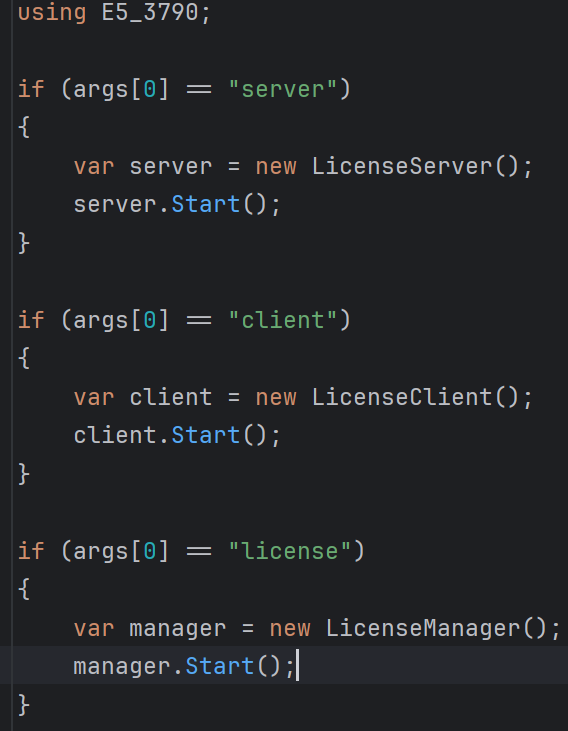 using E5_3790;
if (args[0] == "server")
{
var server = new LicenseServer();
server.Start();
}
if (args[0] == "client")
{
var client = new LicenseClient();
client.Start();
}
if (args[0] == "license")
{
var manager = new LicenseManager();
manager.Start();
}